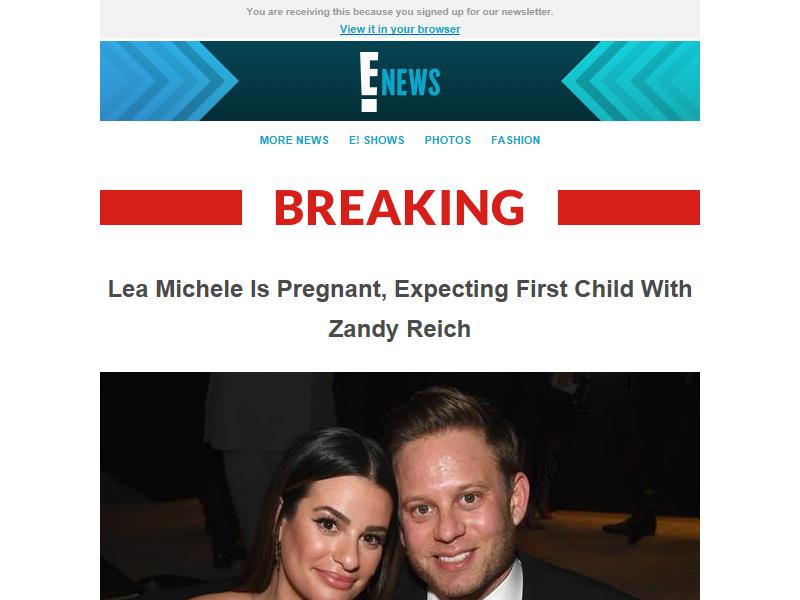 You are receiving this because you signed up for our newsletter.
View it in your browser
E! NEWS
MORE NEWS E! SHOWS PHOTOS FASHION
BREAKING
Lea Michele Is Pregnant, Expecting First Child With
Zandy Reich